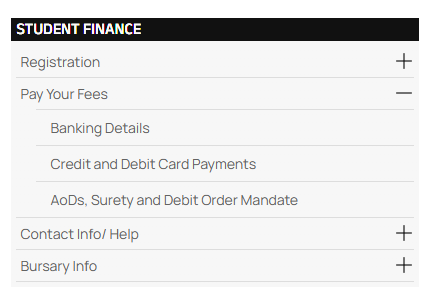 STUDENT FINANCE
Registration
Pay Your Fees
Banking Details
Credit and Debit Card Payments
AoDs, Surety and Debit Order Mandate
Contact Info/ Help
Bursary Info